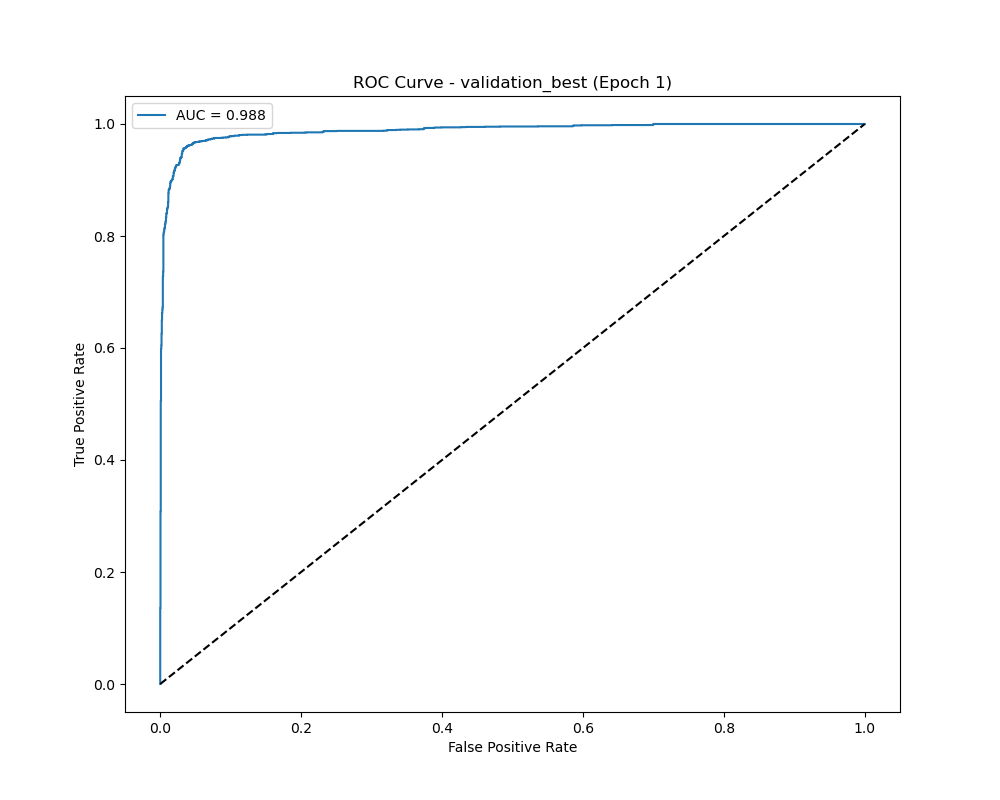 ROC Curve - validation_best (Epoch 1)
AUC = 0.988
1.0
0.8
0.6
0.4
0.2
0.0
True Positive Rate
0.0 0.2 0.4 0.6 0.8 1.0
False Positive Rate